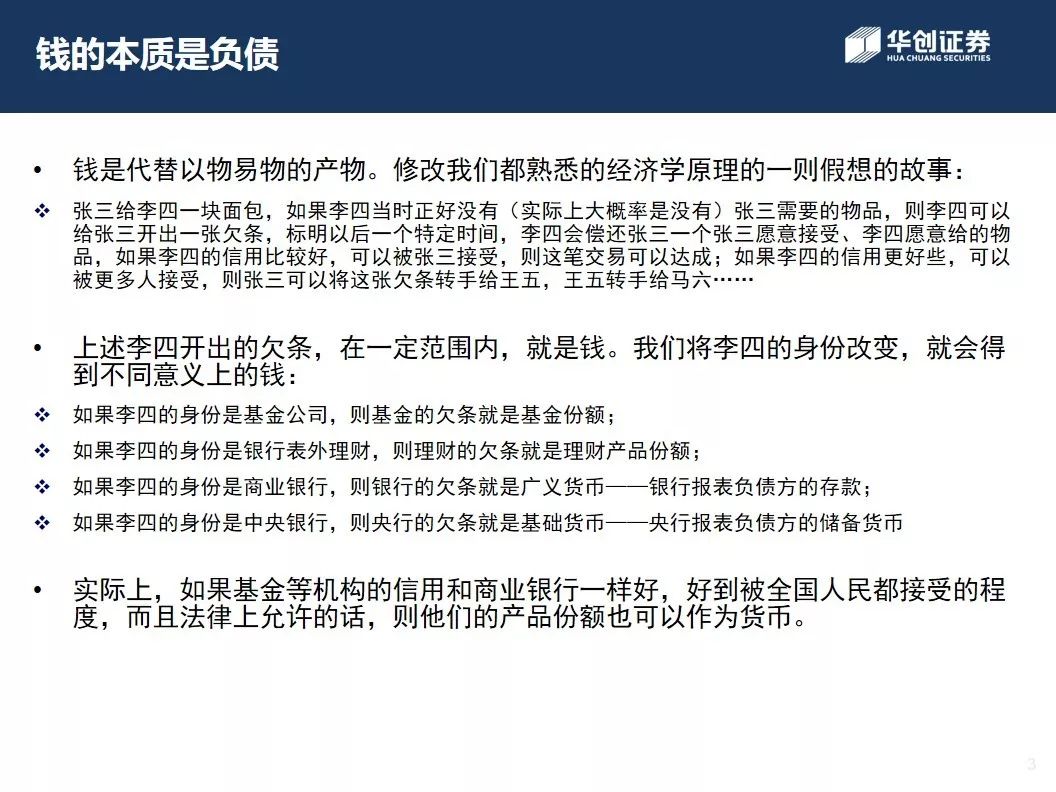 钱的本质是负债
华创证券
HUA CHUANG SECURITIES
• 钱是代替以物易物的产物。修改我们都熟悉的经济学原理的一则假想的故事：
❖ 张三给李四一块面包，如果李四当时正好没有（实际上大概率是没有）张三需要的物品，则李四可以
给张三开出一张欠条，标明以后一个特定时间，李四会偿还张三一个张三愿意接受、李四愿意给的物
品，如果李四的信用比较好，可以被张三接受，则这笔交易可以达成；如果李四的信用更好些，可以
被更多人接受，则张三可以将这张欠条转手给王五，王五转手给马六……
• 上述李四开出的欠条，在一定范围内，就是钱。我们将李四的身份改变，就会得
到不同意义上的钱：
❖ 如果李四的身份是基金公司，则基金的欠条就是基金份额；
❖ 如果李四的身份是银行表外理财，则理财的欠条就是理财产品份额；
❖ 如果李四的身份是商业银行，则银行的欠条就是广义货币——银行报表负债方的存款；
❖ 如果李四的身份是中央银行，则央行的欠条就是基础货币——央行报表负债方的储备货币
• 实际上，如果基金等机构的信用和商业银行一样好，好到被全国人民都接受的程
度，而且法律上允许的话，则他们的产品份额也可以作为货币。
3